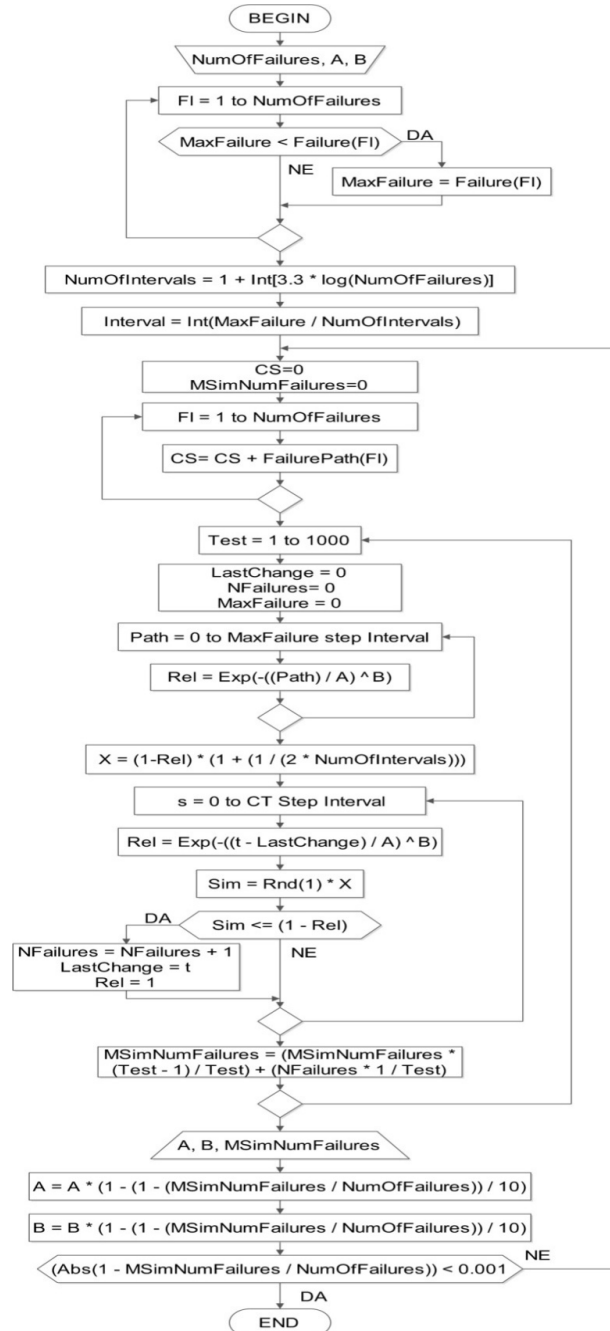 BEGIN
NumOfFailures, A, B
FI = 1 to NumOfFailures
MaxFailure < Failure(FI)
DA
NE
MaxFailure = Failure(FI)
NumOfIntervals = 1 + Int[3.3 * log(NumOfFailures)]
Interval = Int(MaxFailure / NumOfIntervals)
CS=0
MSimNumFailures=0
FI = 1 to NumOfFailures
CS= CS + FailurePath(FI)
Test = 1 to 1000
LastChange = 0
NFailures= 0
MaxFailure = 0
Path = 0 to MaxFailure step Interval
Rel = Exp(-((Path) / A) ^ B)
X = (1-Rel) * (1 + (1 / (2 * NumOfIntervals)))
s = 0 to CT Step Interval
Rel = Exp(-((t - LastChange) / A) ^ B)
Sim = Rnd(1) * X
DA
Sim <= (1 - Rel)
NFailures = NFailures + 1
LastChange = t
Rel = 1
NE
MSimNumFailures = (MSimNumFailures *
(Test - 1) / Test) + (NFailures * 1 / Test)
A, B, MSimNumFailures
A = A * (1 - (1 - (MSimNumFailures / NumOfFailures)) / 10)
B = B * (1 - (1 - (MSimNumFailures / NumOfFailures)) / 10)
(Abs(1 - MSimNumFailures / NumOfFailures)) < 0.001
NE
DA
END